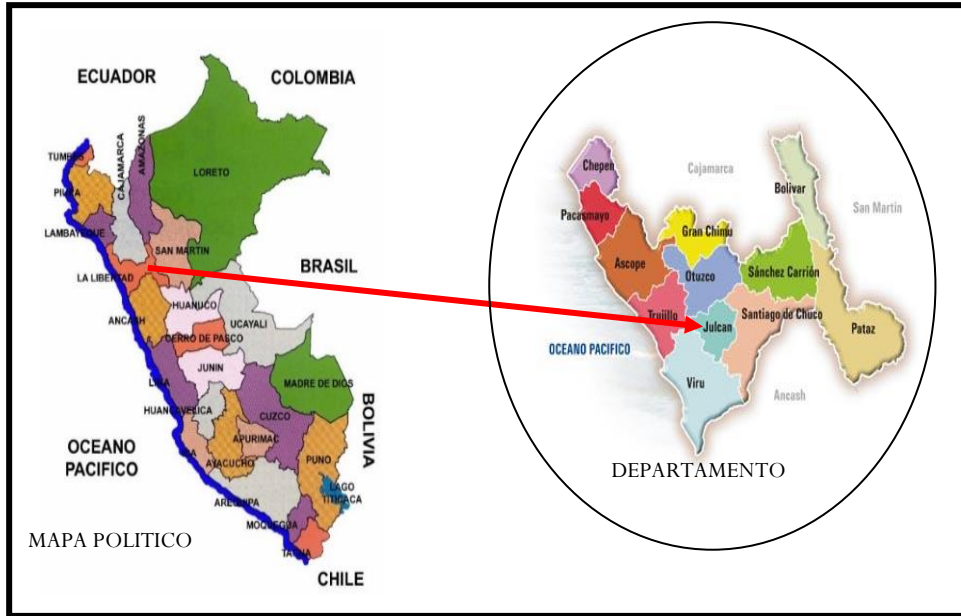 ECUADOR
COLOMBIA
TUMBES
PIURA
LAMBAYEQUE
CAJAMARCA
AMAZONAS
LORETO
SAN MARTIN
LA LIBERTAD
BRASIL
HUANUCO
ANCASH
UCAYALI
CERRO DE PASCO
JUNIN
LIMA
MADRE DE DIOS
HUANCAVELICA
CUZCO
BOLIVIA
OCEANO
PACIFICO
APURIMAC
AYACUCHO
PUNO
LAGO
TITICACA
AREQUIPA
MOQUEGUA
TACNA
CHILE
MAPA POLITICO
Chepen
Cajamarca
Bolivar
San Martin
Pacasmayo
Gran Chimu
Ascope
Otuzco
Sánchez Carrión
Trujillo
Julcan
Santiago de Chuco
Pataz
OCEANO PACIFICO
Viru
Ancash
DEPARTAMENTO